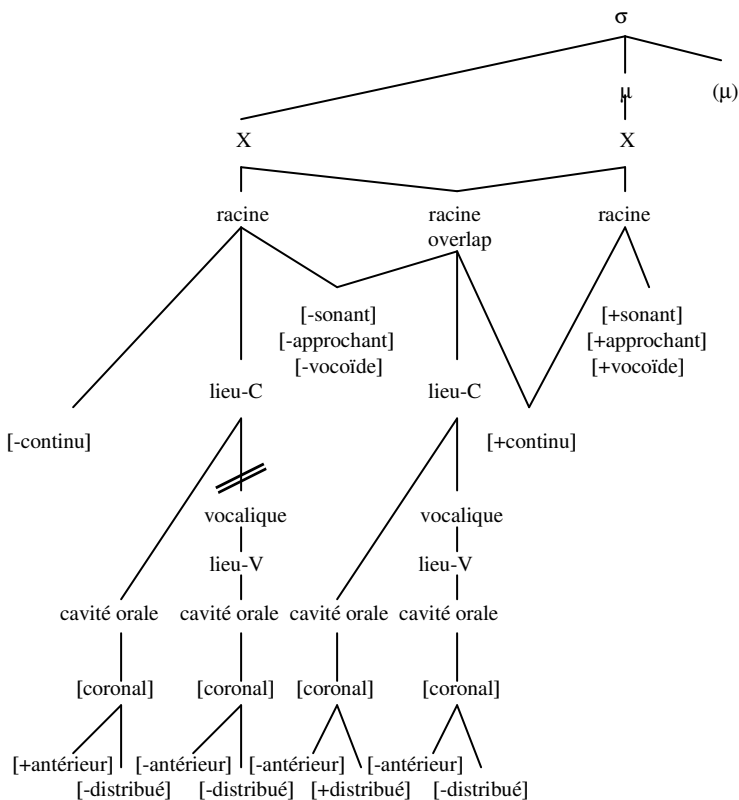 σ
μ (μ)
X X
racine racine racine
overlap
[-sonant] [+sonant]
[-approchant] [+approchant]
[-vocoïde] [+vocoïde]
lieu-C lieu-C
[-continu] [+continu]
vocalique vocalique
lieu-V lieu-V
cavité orale cavité orale cavité orale cavité orale
[coronal] [coronal] [coronal] [coronal]
[+antérieur] [-antérieur] [-antérieur] [-antérieur]
[-distribué] [-distribué] [+distribué] [-distribué]